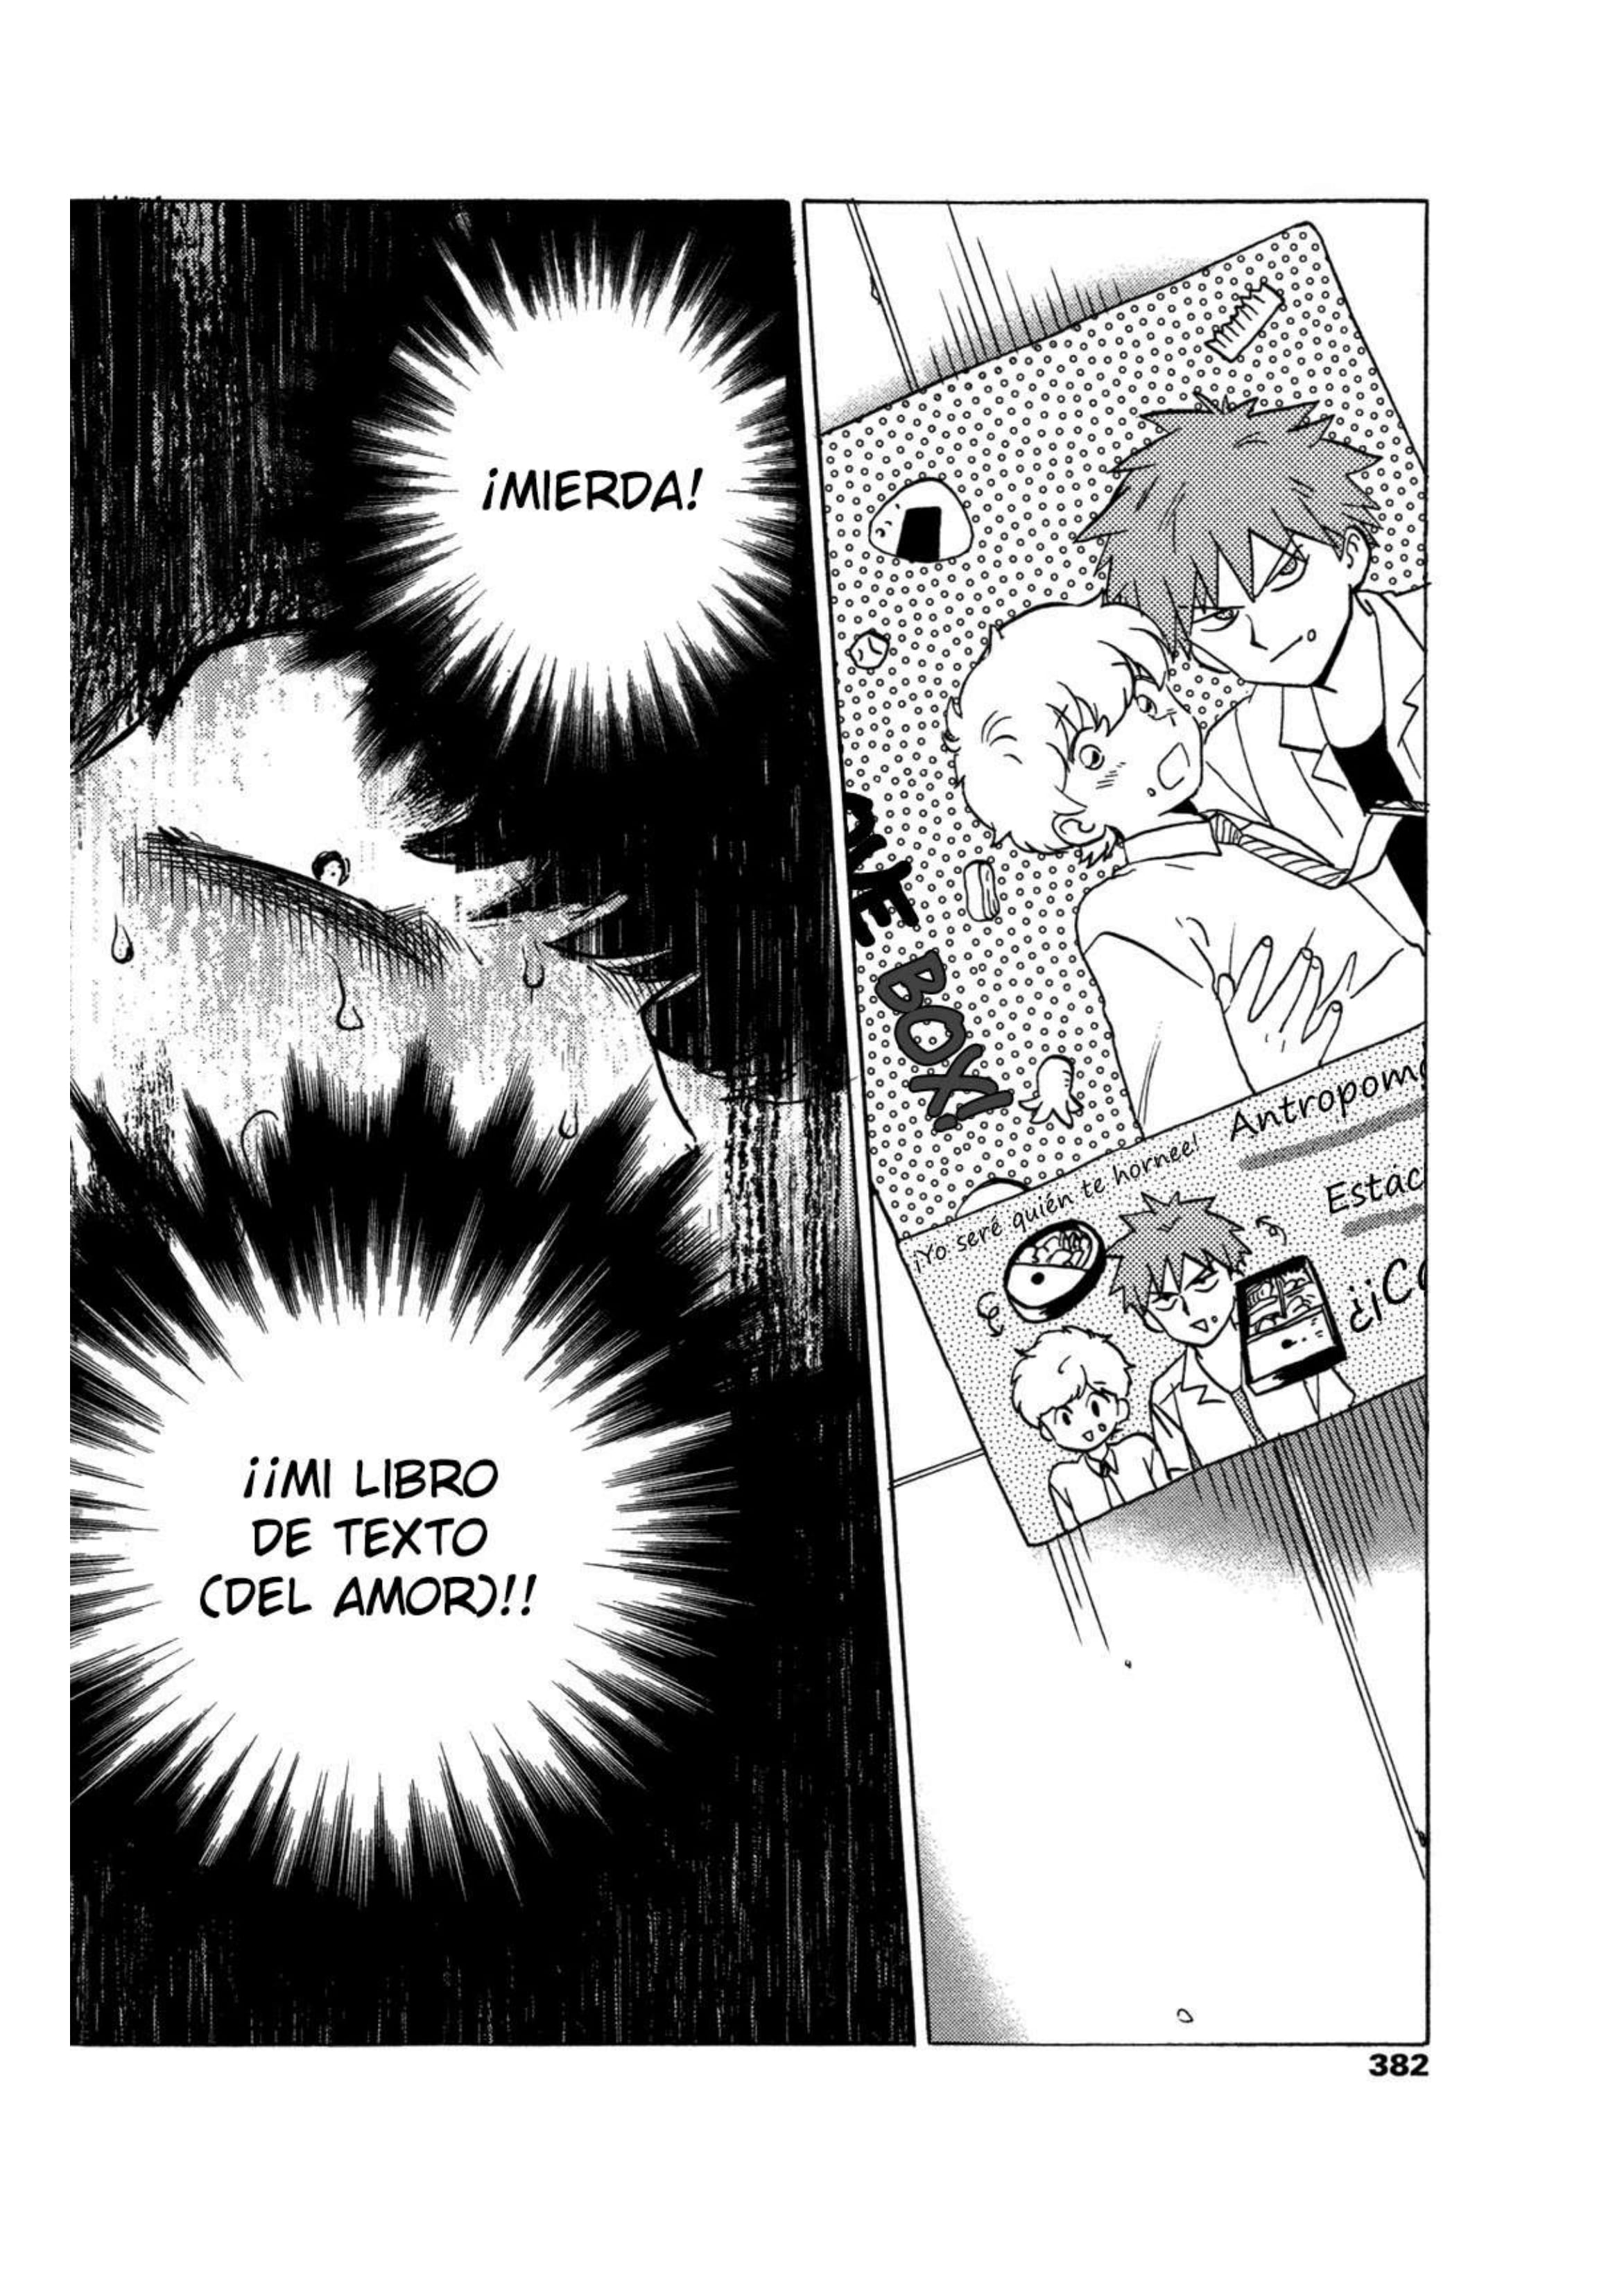 BOX!
¡Yo seré quién te hornee!
Antropom
Estac
¿¡C
¡MIERDA!
¡¡MI LIBRO
DE TEXTO
(DEL AMOR)!!
382